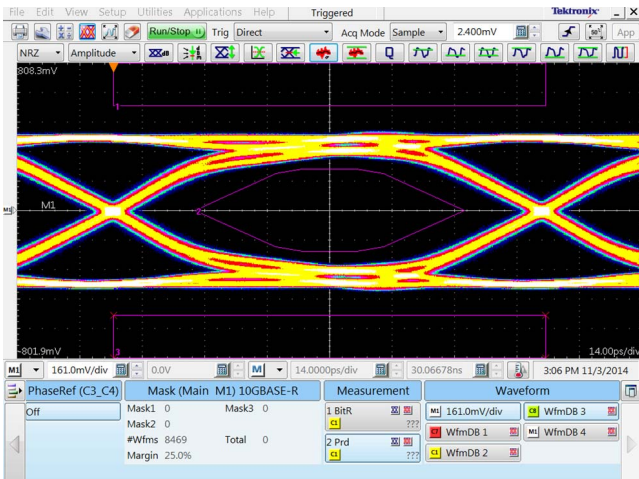 File Edit View Setup Utilities Applications Help Triggered Tektronix
Run/Stop Trig Direct Acq Mode Sample 2.400mV 50% App
NRZ Amplitude
808.3mV
1
M1 M1
2
-801.9mV 3 14.00ps/div
M1 161.0mV/div 0.0V M 14.0000ps/div 30.06678ns 3:06 PM 11/3/2014
PhaseRef (C3_C4) Mask (Main M1) 10GBASE-R Measurement Waveform
Off Mask1 0 Mask3 0 1 BitR M1 161.0mV/div C8 WfmDB 3
Mask2 0 C1 ???
#Wfms 8469 Total 0 2 Prd C7 WfmDB 1 M1 WfmDB 4
Margin 25.0% C1 ??? C1 WfmDB 2